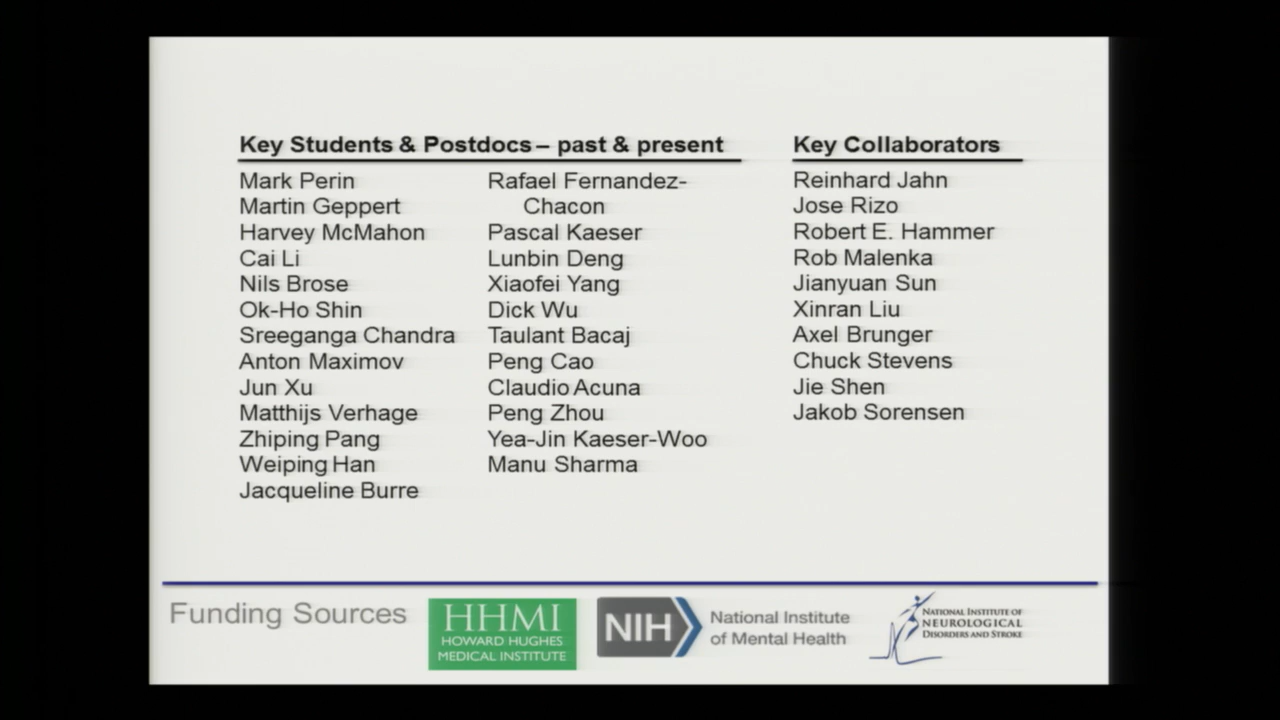 Key Students & Postdocs – past & present
Mark Perin
Martin Geppert
Harvey McMahon
Cai Li
Nils Brose
Ok-Ho Shin
Sreeganga Chandra
Anton Maximov
Jun Xu
Matthijs Verhage
Zhiping Pang
Weiping Han
Jacqueline Burre
Rafael Fernandez-
Chacon
Pascal Kaeser
Lunbin Deng
Xiaofei Yang
Dick Wu
Taulant Bacaj
Peng Cao
Claudio Acuna
Peng Zhou
Yea-Jin Kaeser-Woo
Manu Sharma
Key Collaborators
Reinhard Jahn
Jose Rizo
Robert E. Hammer
Rob Malenka
Jianyuan Sun
Xinran Liu
Axel Brunger
Chuck Stevens
Jie Shen
Jakob Sorensen
Funding Sources
HHMI
HOWARD HUGHES
MEDICAL INSTITUTE
NIH
National Institute
of Mental Health
NATIONAL INSTITUTE OF
NEUROLOGICAL
DISORDERS AND STROKE